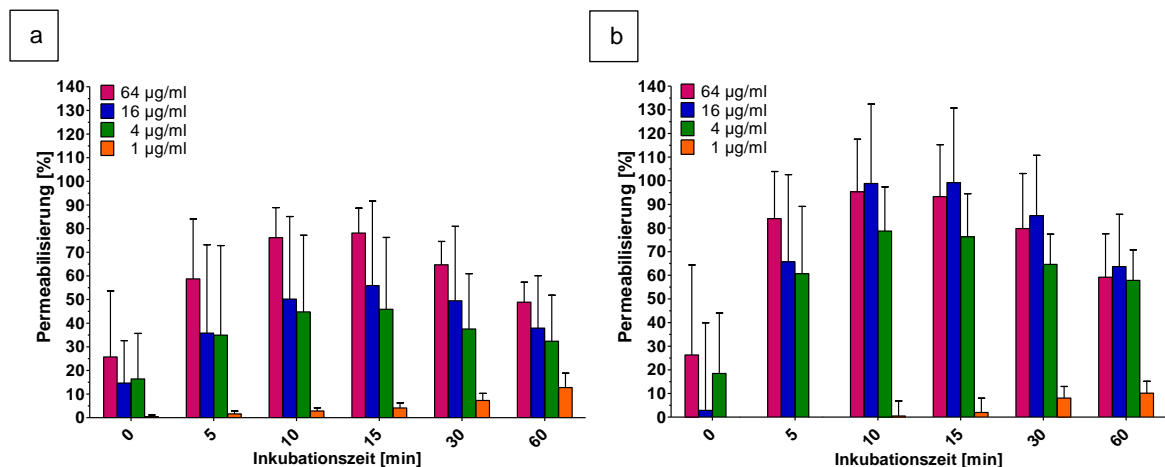 a
140
130
120
110
100
90
80
70
60
50
40
30
20
10
0
Permeabilisierung [%]
64 µg/ml
16 µg/ml
4 µg/ml
1 µg/ml
0 5 10 15 30 60
Inkubationszeit [min]
b
140
130
120
110
100
90
80
70
60
50
40
30
20
10
0
Permeabilisierung [%]
64 µg/ml
16 µg/ml
4 µg/ml
1 µg/ml
0 5 10 15 30 60
Inkubationszeit [min]